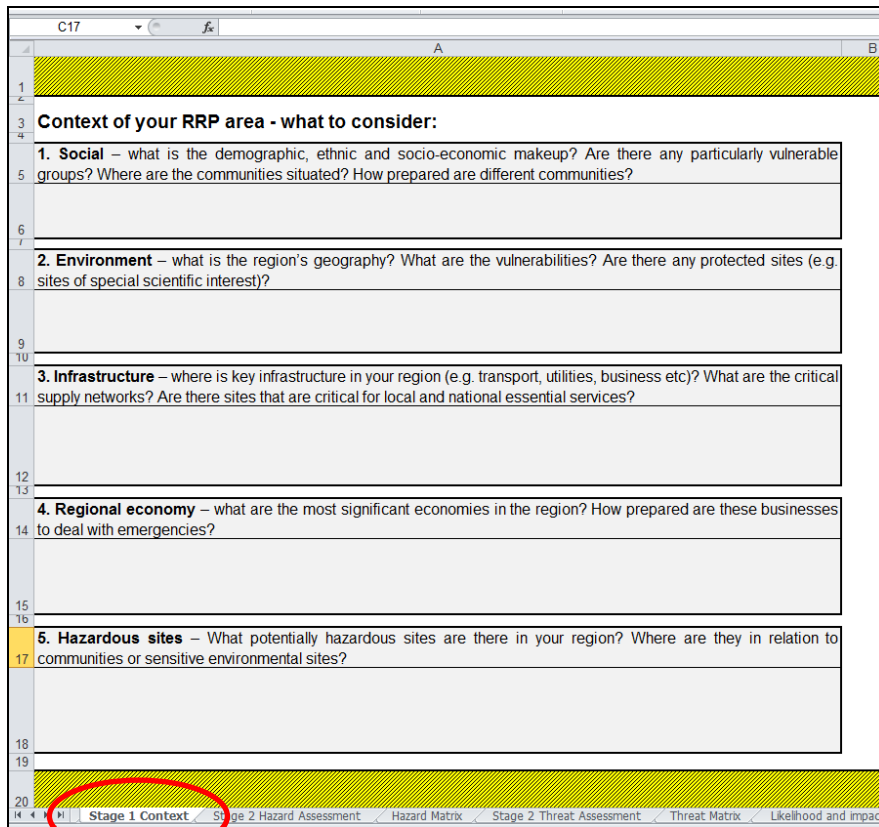 C17
fx
A
B
1
2
3 Context of your RRP area - what to consider:
4
1. Social – what is the demographic, ethnic and socio-economic makeup? Are there any particularly vulnerable
5 groups? Where are the communities situated? How prepared are different communities?
6
7
2. Environment – what is the region's geography? What are the vulnerabilities? Are there any protected sites (e.g.
8 sites of special scientific interest)?
9
10
3. Infrastructure – where is key infrastructure in your region (e.g. transport, utilities, business etc)? What are the critical
11 supply networks? Are there sites that are critical for local and national essential services?
12
13
4. Regional economy – what are the most significant economies in the region? How prepared are these businesses
14 to deal with emergencies?
15
16
5. Hazardous sites – What potentially hazardous sites are there in your region? Where are they in relation to
17 communities or sensitive environmental sites?
18
19
20
Stage 1 Context Stage 2 Hazard Assessment Hazard Matrix Stage 2 Threat Assessment Threat Matrix Likelihood and impac